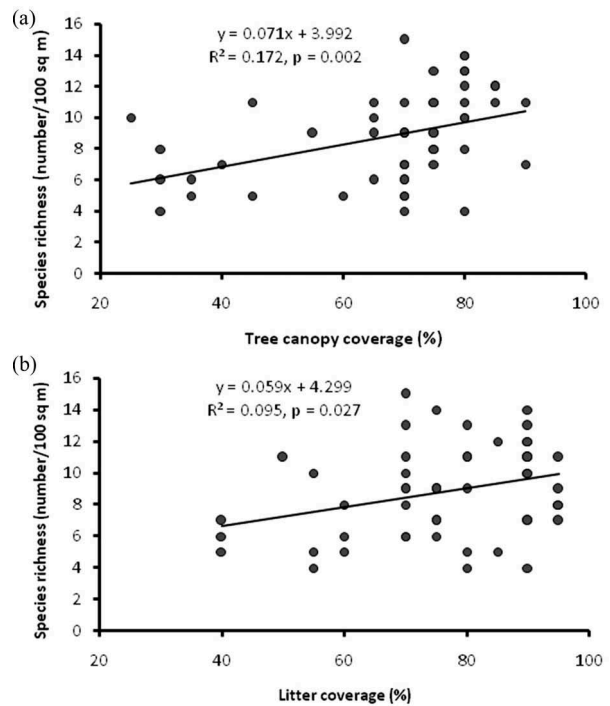 (a)
y = 0.071x + 3.992
R² = 0.172, p = 0.002
Species richness (number/100 sq m)
16
14
12
10
8
6
4
2
0
20 40 60 80 100
Tree canopy coverage (%)
(b)
y = 0.059x + 4.299
R² = 0.095, p = 0.027
Species richness (number/100 sq m)
16
14
12
10
8
6
4
2
0
20 40 60 80 100
Litter coverage (%)